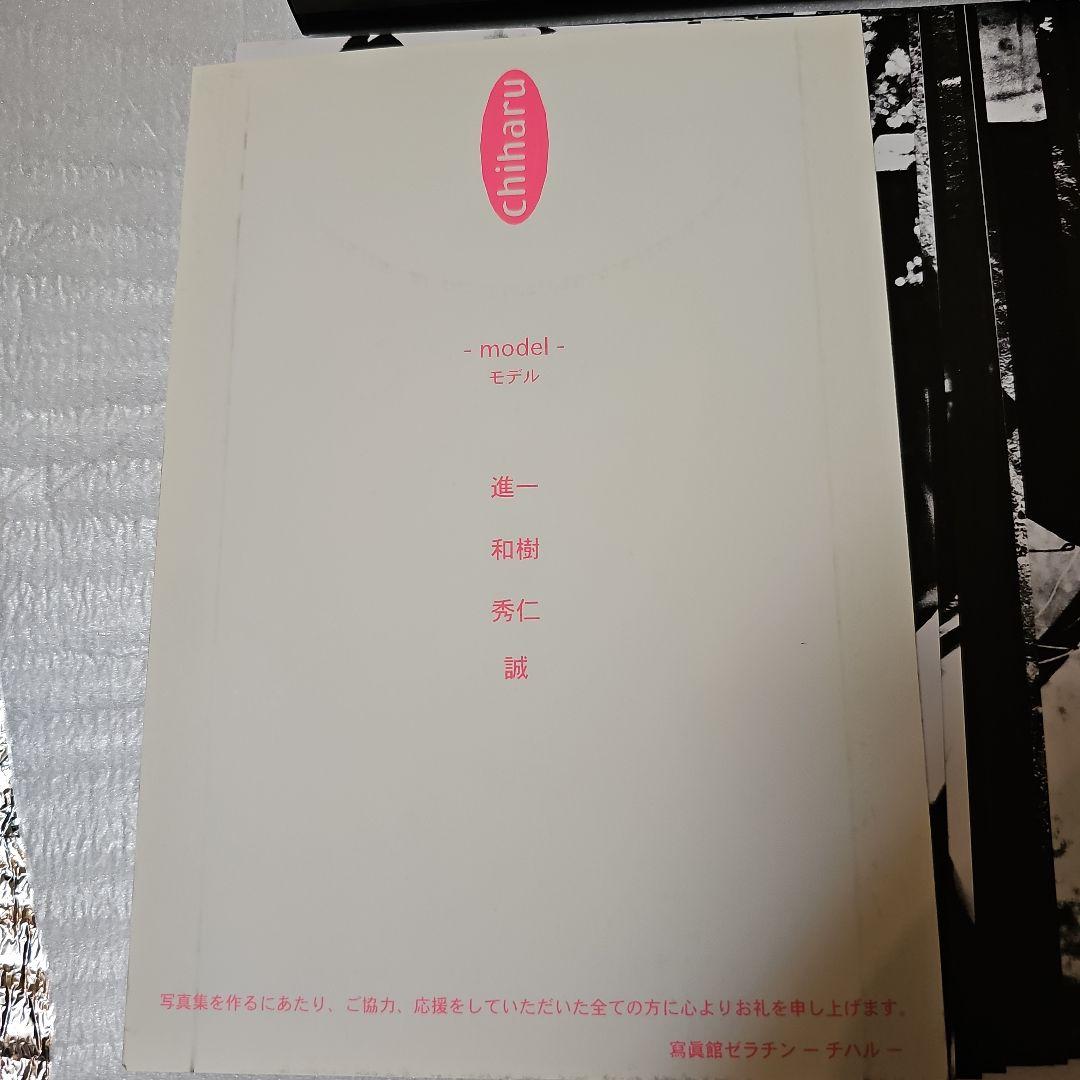 Chiharu
- model -
モデル
進一
和樹
秀仁
誠
写真集を作るにあたり、ご協力、応援をしていただいた全ての方に心よりお礼を申し上げます。
寫眞館ゼラチン ー チハル ー